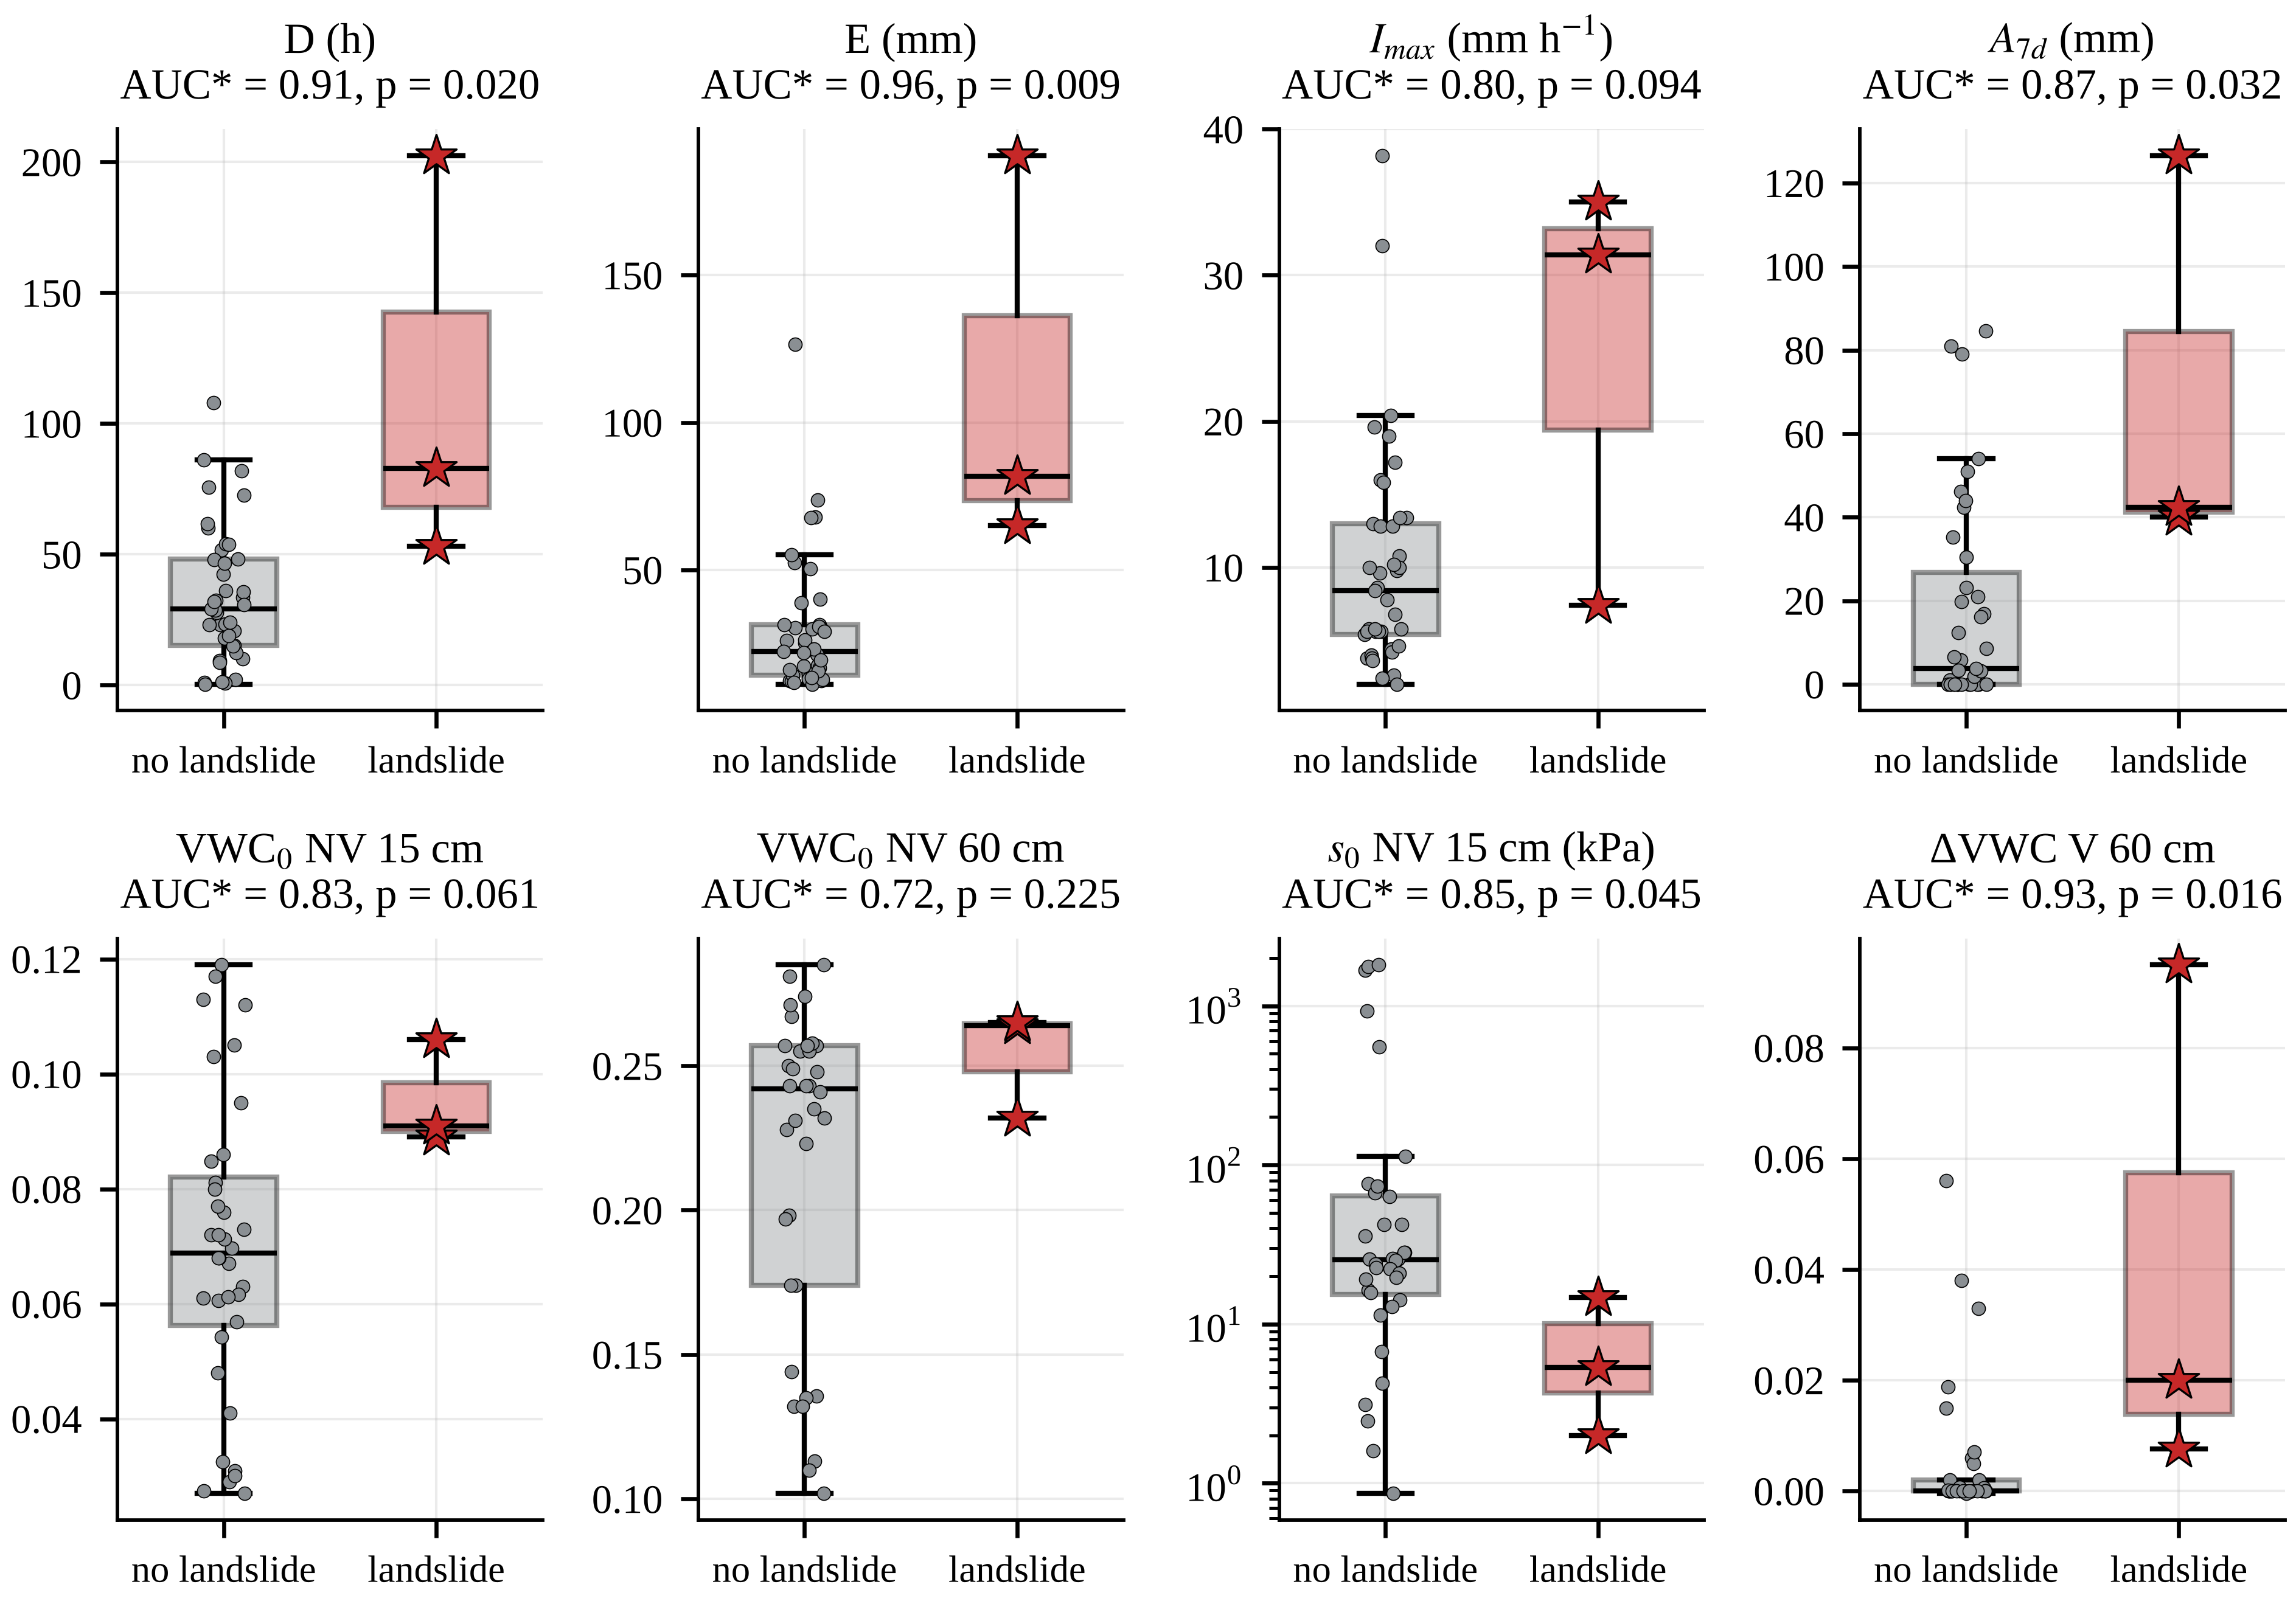 D (h)
AUC* = 0.91, p = 0.020
200
150
100
50
0
no landslide landslide
E (mm)
AUC* = 0.96, p = 0.009
150
100
50
no landslide landslide
I_max (mm h⁻¹)
AUC* = 0.80, p = 0.094
40
30
20
10
no landslide landslide
A_7d (mm)
AUC* = 0.87, p = 0.032
120
100
80
60
40
20
0
no landslide landslide
VWC₀ NV 15 cm
AUC* = 0.83, p = 0.061
0.12
0.10
0.08
0.06
0.04
no landslide landslide
VWC₀ NV 60 cm
AUC* = 0.72, p = 0.225
0.25
0.20
0.15
0.10
no landslide landslide
s₀ NV 15 cm (kPa)
AUC* = 0.85, p = 0.045
10³
10²
10¹
10⁰
no landslide landslide
ΔVWC V 60 cm
AUC* = 0.93, p = 0.016
0.08
0.06
0.04
0.02
0.00
no landslide landslide